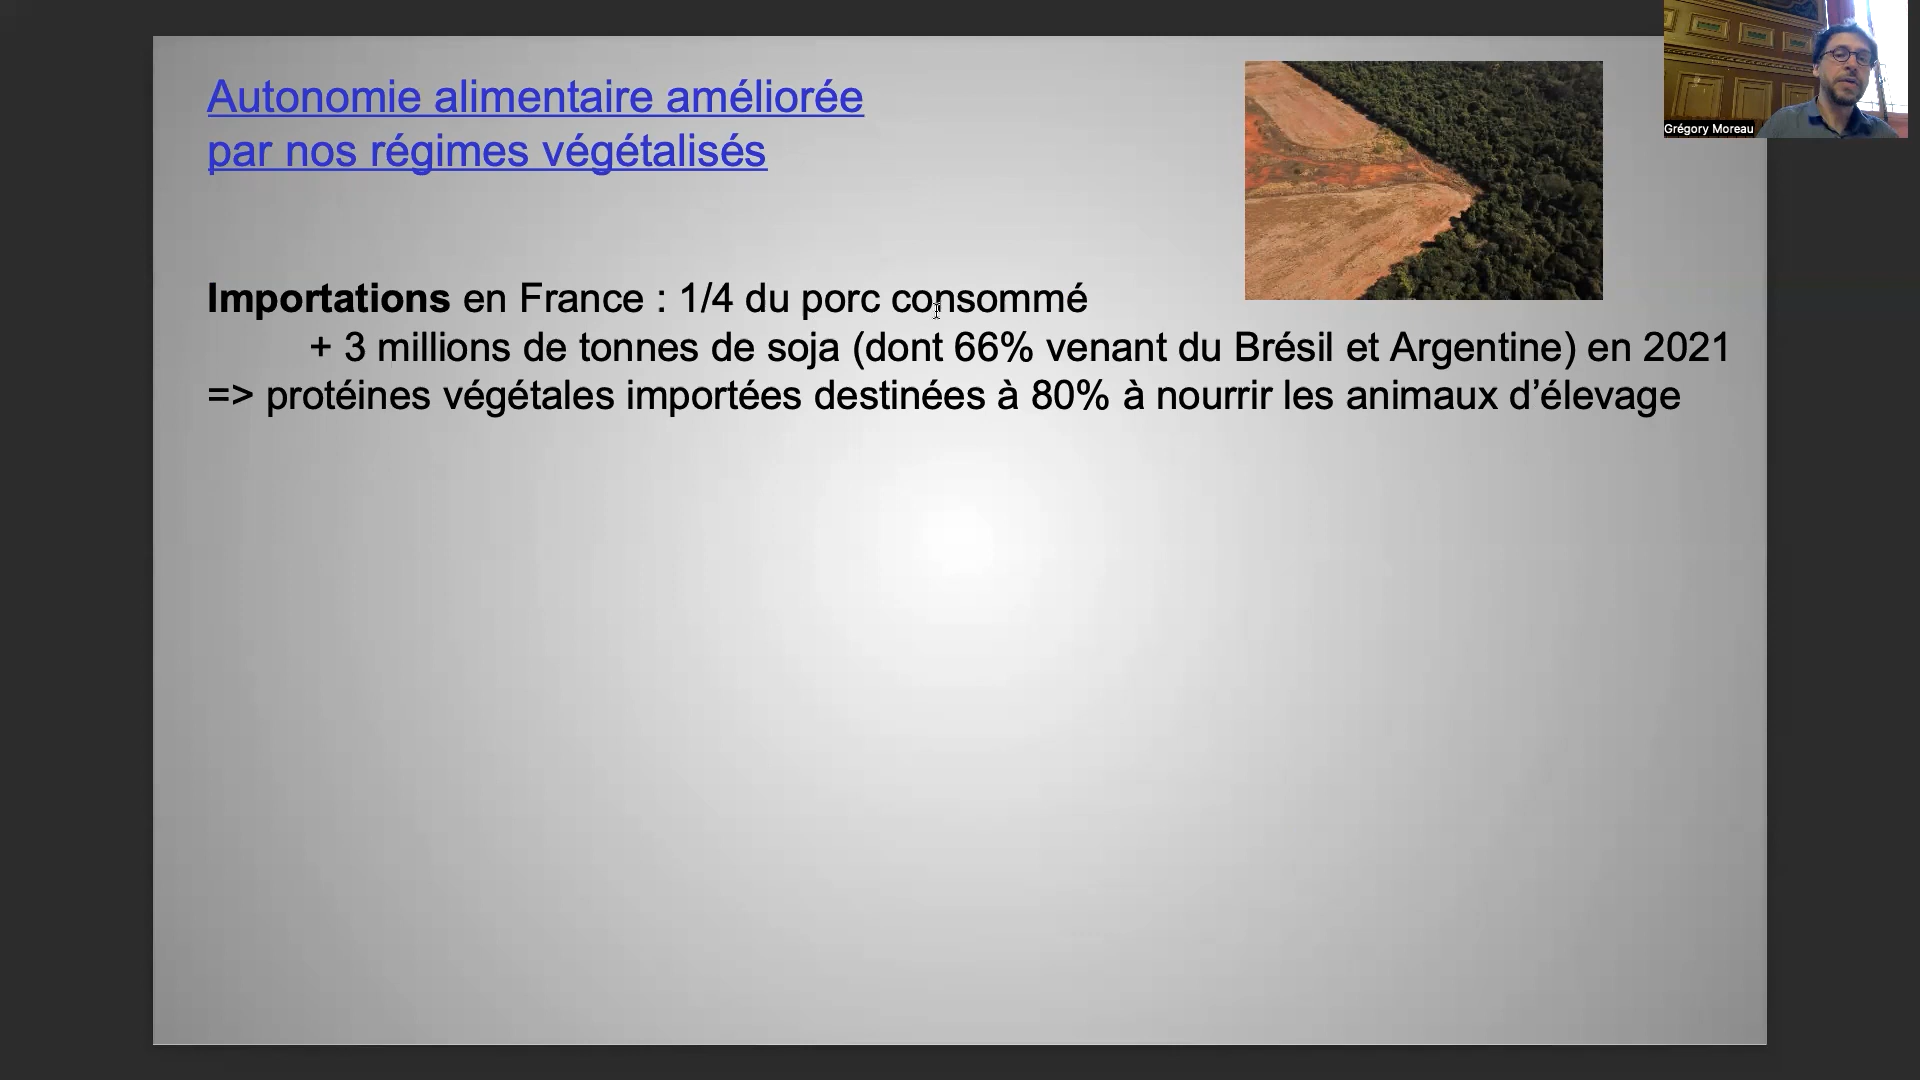 Autonomie alimentaire améliorée
par nos régimes végétalisés
Grégory Moreau
Importations en France : 1/4 du porc consommé
+ 3 millions de tonnes de soja (dont 66% venant du Brésil et Argentine) en 2021
=> protéines végétales importées destinées à 80% à nourrir les animaux d’élevage